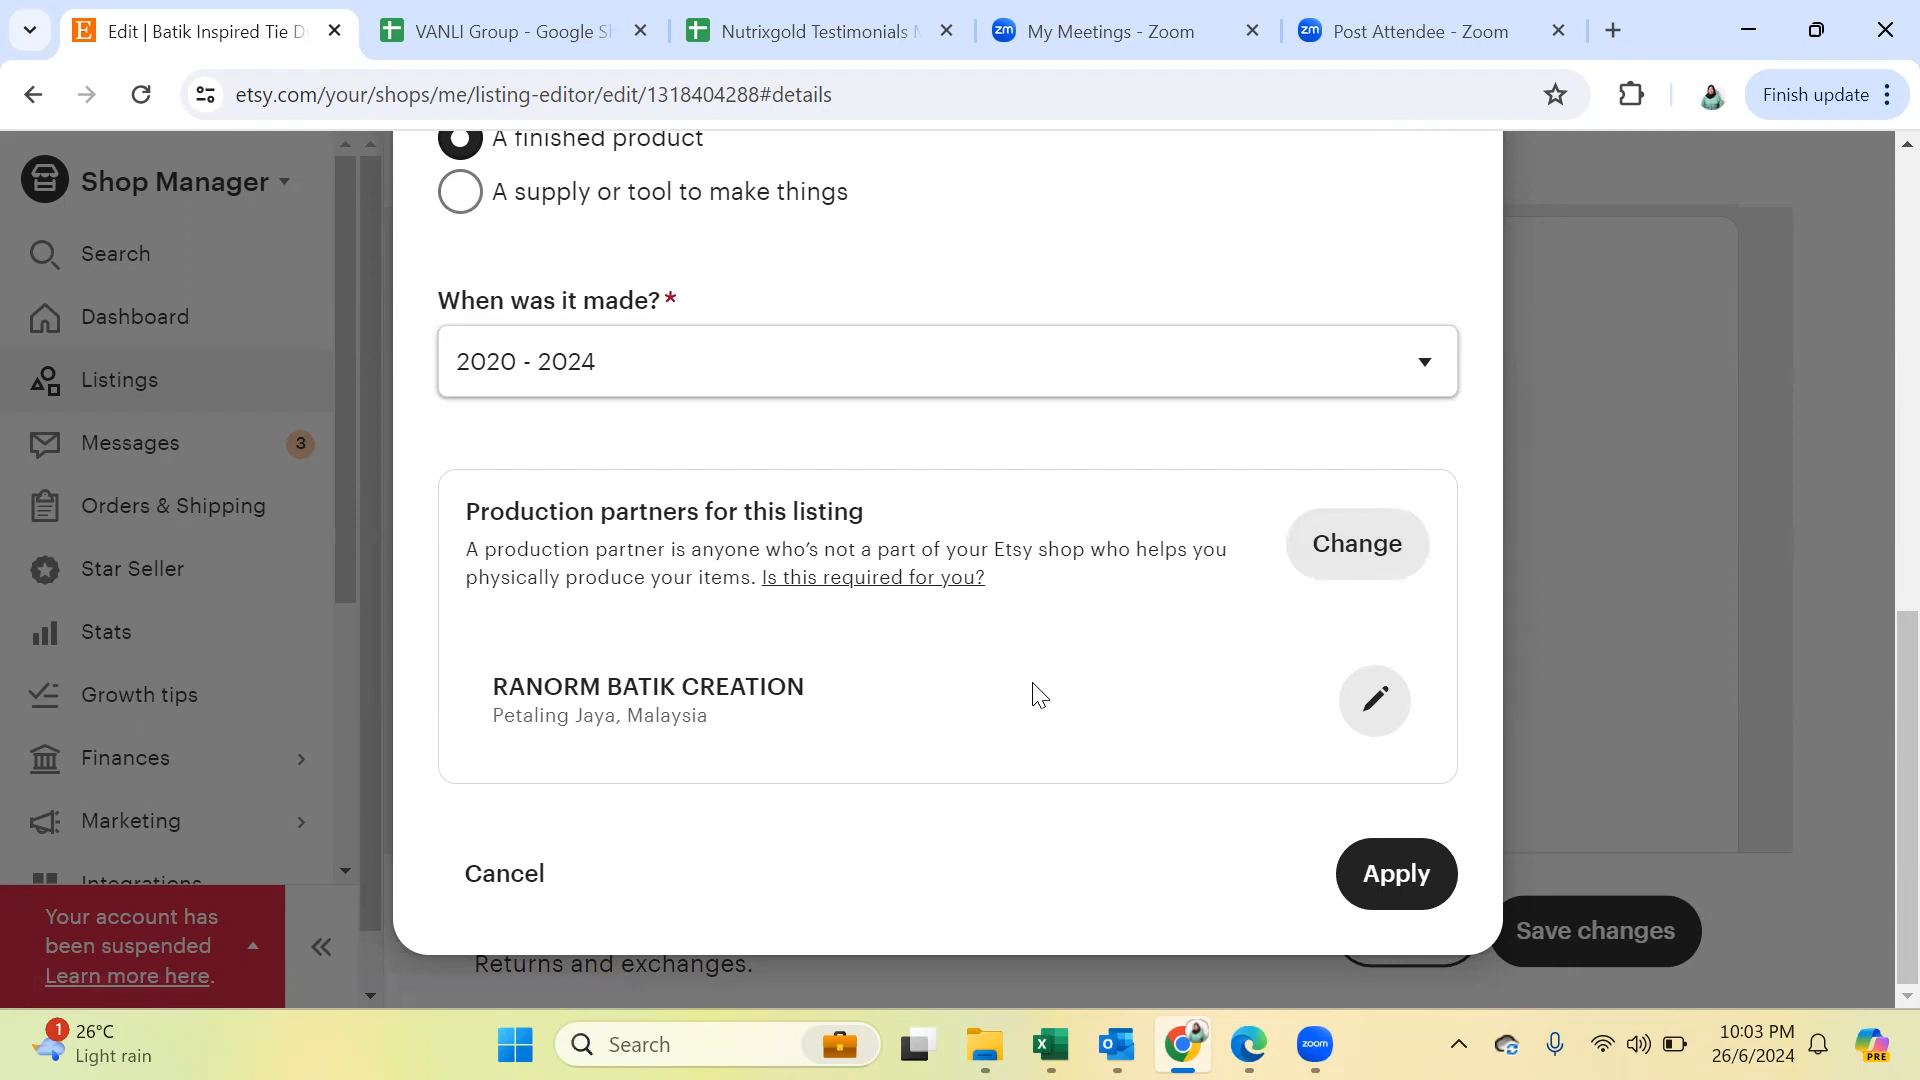 Edit | Batik Inspired Tie D
VANLI Group - Google Sh
Nutrixgold Testimonials M
zm
My Meetings - Zoom
zm
Post Attendee - Zoom
etsy.com/your/shops/me/listing-editor/edit/1318404288#details
Finish update
Shop Manager
Search
Dashboard
Listings
Messages
3
Orders & Shipping
Star Seller
Stats
Growth tips
Finances
Marketing
Integrations
Your account has
been suspended
Learn more here.
A finished product
A supply or tool to make things
When was it made?*
2020 - 2024
Production partners for this listing
A production partner is anyone who's not a part of your Etsy shop who helps you
physically produce your items. Is this required for you?
Change
RANORM BATIK CREATION
Petaling Jaya, Malaysia
Cancel
Apply
Returns and exchanges.
Save changes
1
26°C
Light rain
Search
zoom
10:03 PM
26/6/2024
PRE